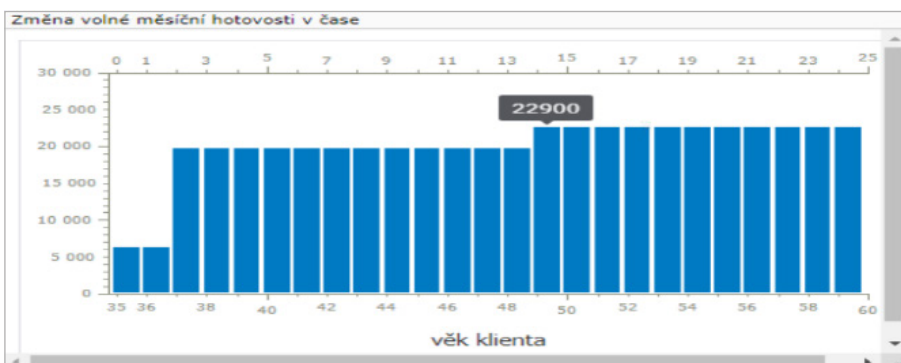 Změna volné měsíční hotovosti v čase
0 1 3 5 7 9 11 13 15 17 19 21 23 25
30 000
25 000
22900
20 000
15 000
10 000
5 000
0
35 36 38 40 42 44 46 48 50 52 54 56 58 60
věk klienta